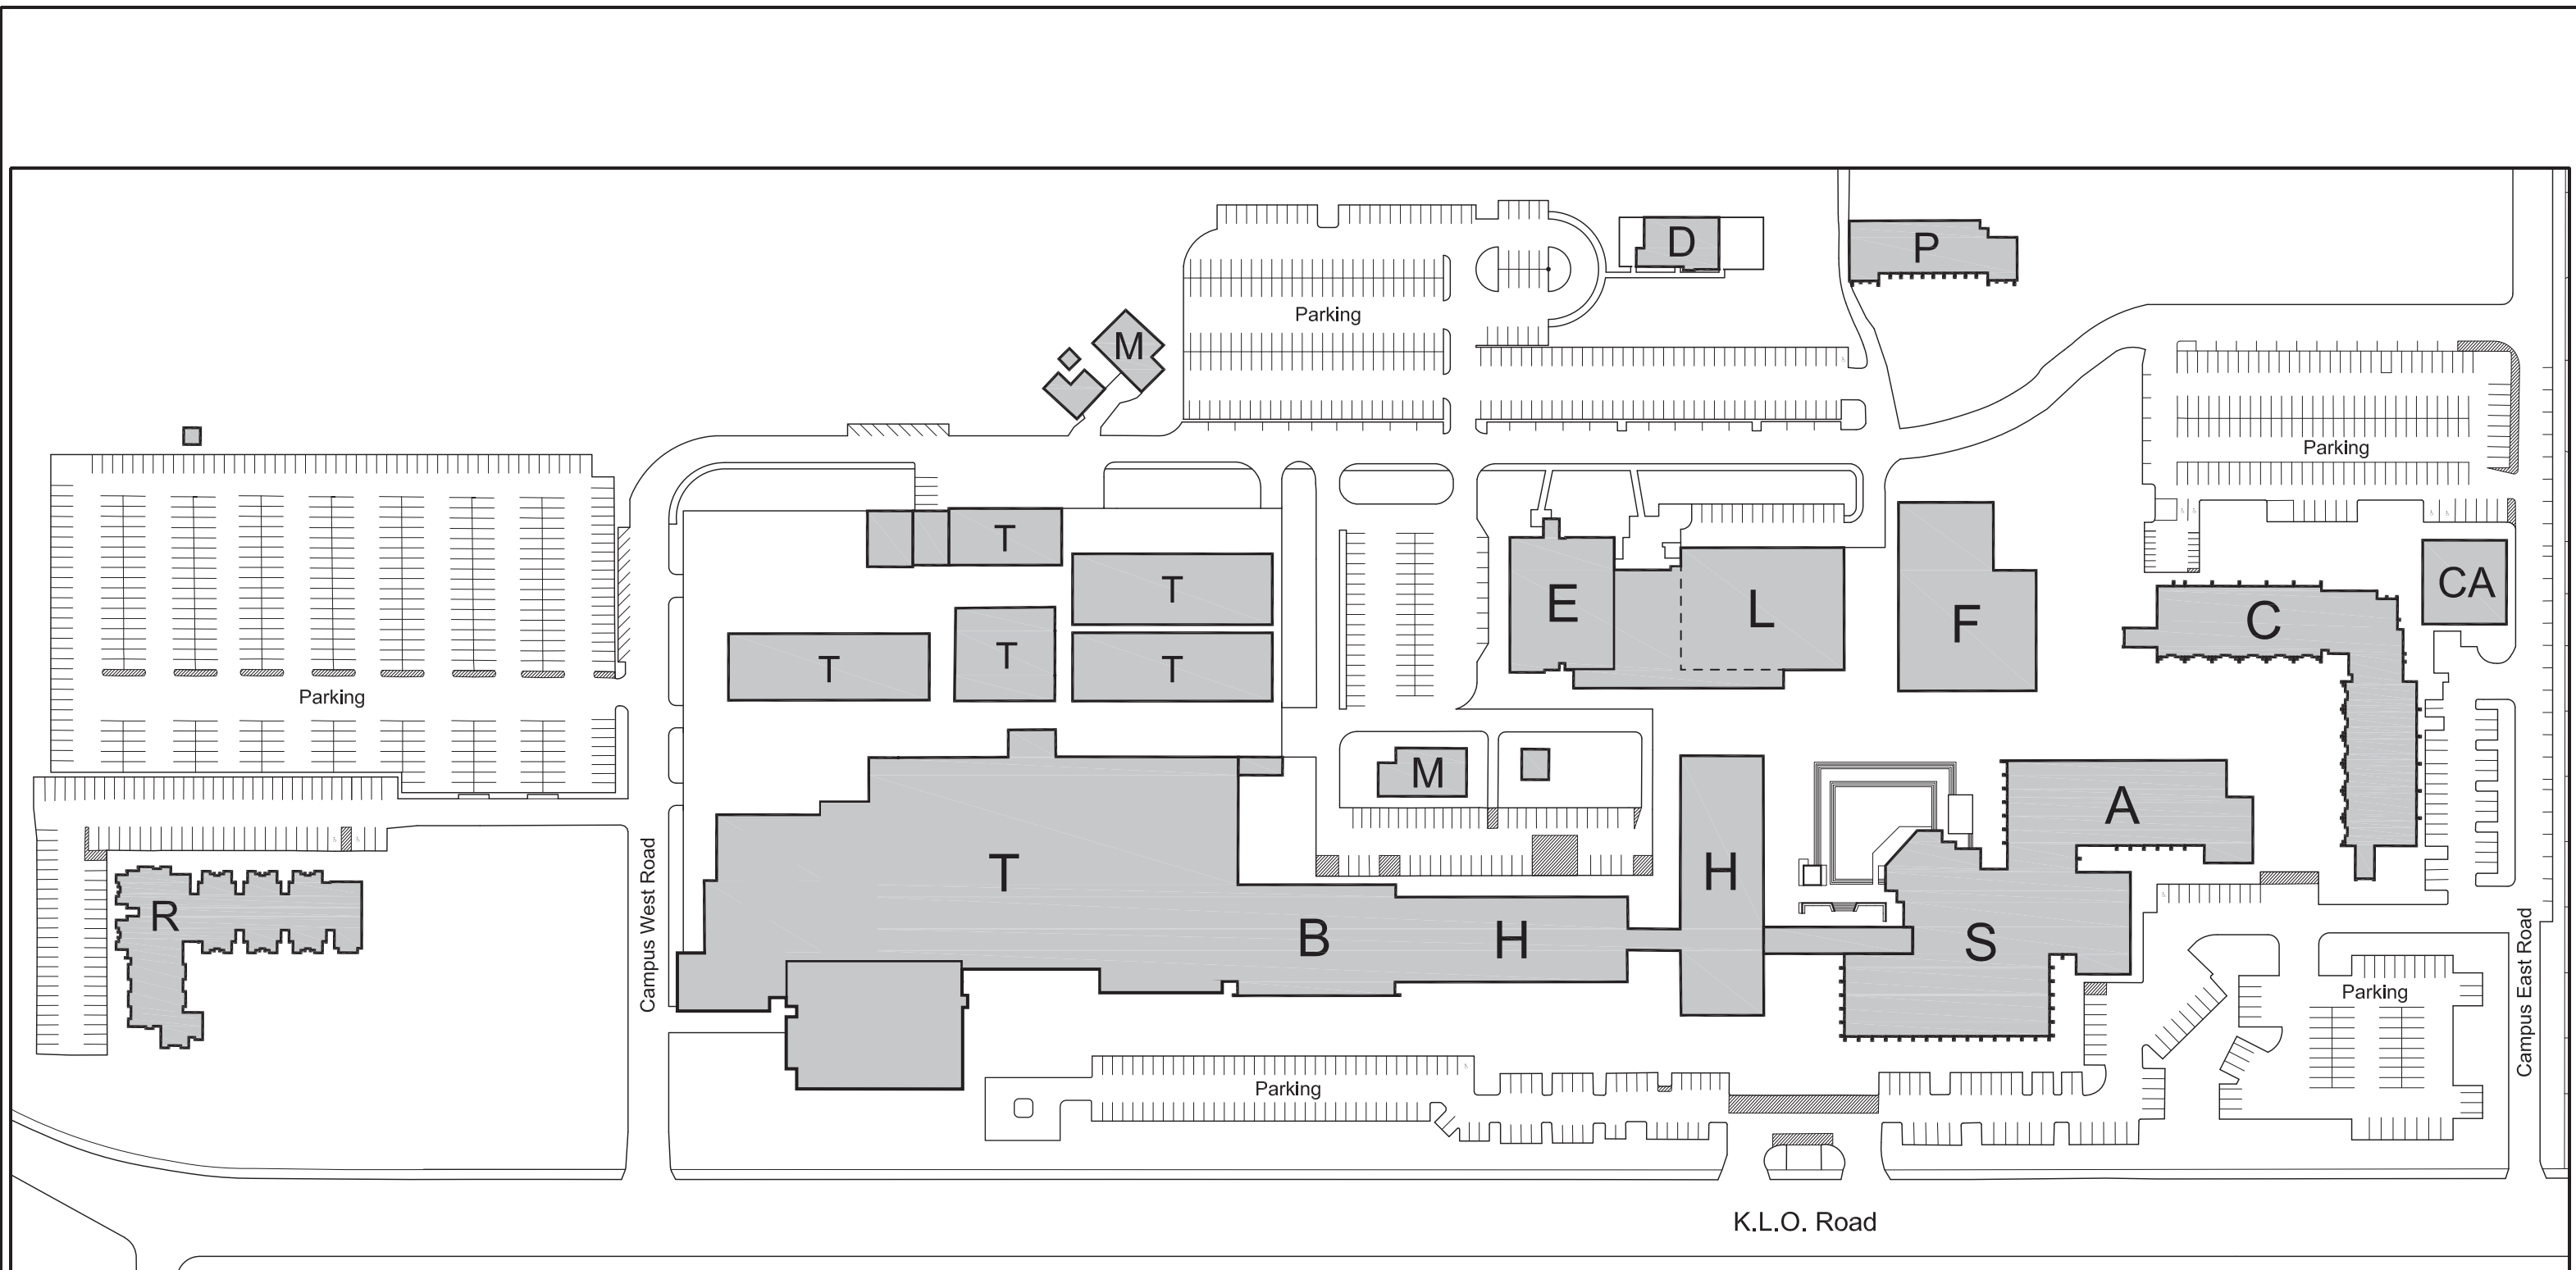 D
P
Parking
M
Parking
T
T
E
L
F
C
CA
T
T
T
Parking
M
A
T
H
R
Campus West Road
B
H
S
Campus East Road
Parking
Parking
K.L.O. Road